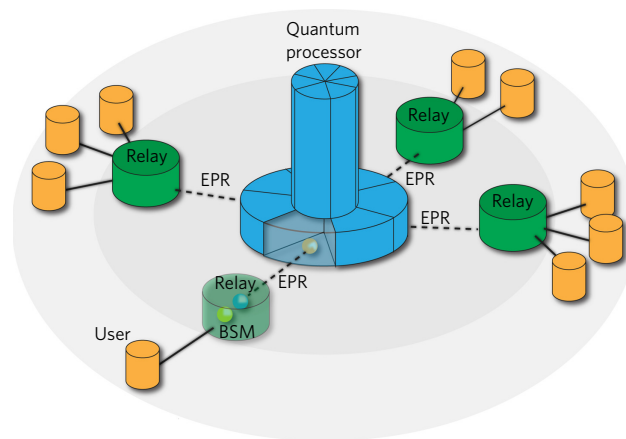 Quantum
processor
Relay
Relay
EPR
EPR
Relay
EPR
Relay
EPR
BSM
User